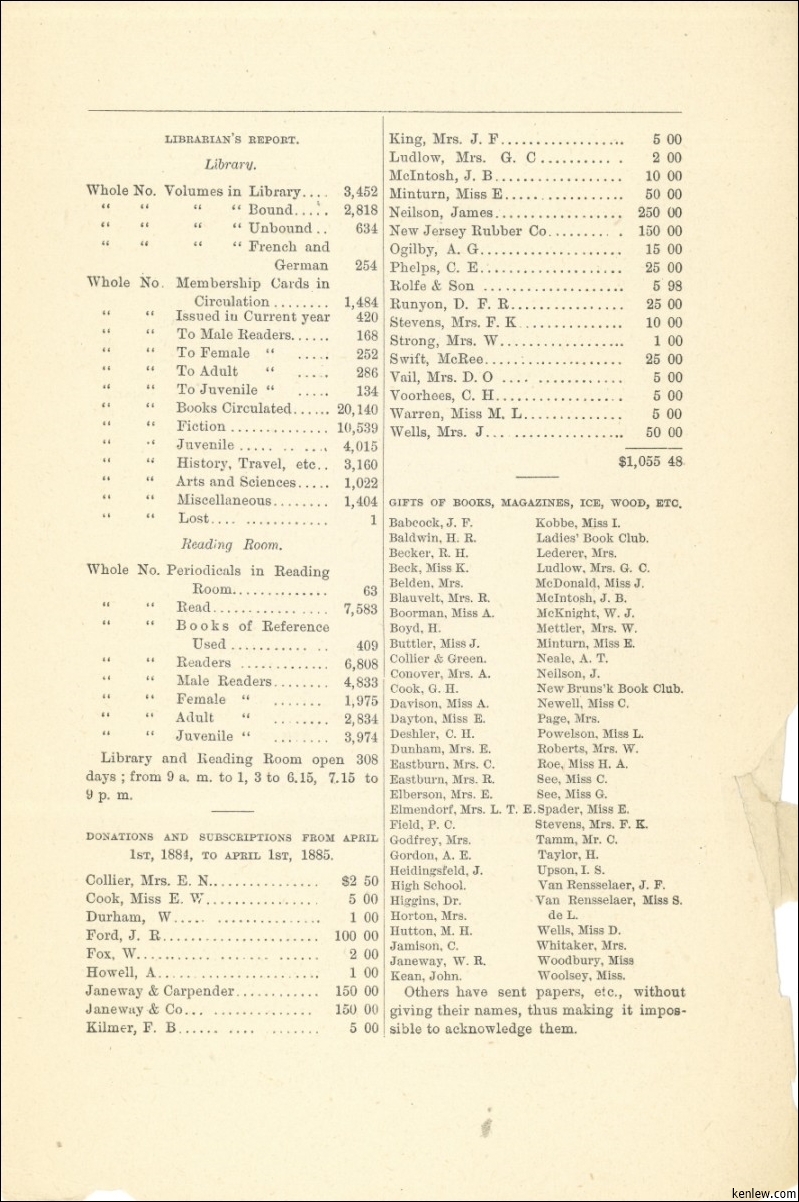 LIBRARIAN'S REPORT.
Library.
Whole No. Volumes in Library.... 3,452
“ “ “ “ Bound..... 2,818
“ “ “ “ Unbound.. 634
“ “ “ “ French and
German 254
Whole No. Membership Cards in
Circulation ........ 1,484
“ “ Issued in Current year 420
“ “ To Male Readers...... 168
“ “ To Female “ ..... 252
“ “ To Adult “ ..... 286
“ “ To Juvenile “ ..... 134
“ “ Books Circulated...... 20,140
“ “ Fiction .............. 10,539
“ “ Juvenile ..... .. ... 4,015
“ “ History, Travel, etc.. 3,160
“ “ Arts and Sciences..... 1,022
“ “ Miscellaneous........ 1,404
“ “ Lost.... ............ 1
Reading Room.
Whole No. Periodicals in Reading
Room.............. 63
“ “ Read................ 7,583
“ “ Books of Reference
Used ........... .. 409
“ “ Readers ............ 6,808
“ “ Male Readers........ 4,833
“ “ Female “ ....... 1,975
“ “ Adult “ ........ 2,834
“ “ Juvenile “ ........ 3,974
Library and Reading Room open 308
days ; from 9 a. m. to 1, 3 to 6.15, 7.15 to
9 p. m.
DONATIONS AND SUBSCRIPTIONS FROM APRIL
1ST, 1884, TO APRIL 1ST, 1885.
Collier, Mrs. E. N............... $2 50
Cook, Miss E. W................ 5 00
Durham, W..... .............. 1 00
Ford, J. R...................... 100 00
Fox, W........... ....... ...... 2 00
Howell, A....................... 1 00
Janeway & Carpender............ 150 00
Janeway & Co... ............... 150 00
Kilmer, F. B...... .... ....... 5 00
King, Mrs. J. F.................. 5 00
Ludlow, Mrs. G. C.......... . 2 00
McIntosh, J. B.................. 10 00
Minturn, Miss E................. 50 00
Neilson, James.................. 250 00
New Jersey Rubber Co......... . 150 00
Ogilby, A. G.................... 15 00
Phelps, C. E.................... 25 00
Rolfe & Son .................... 5 98
Runyon, D. F. R................ 25 00
Stevens, Mrs. F. K.............. 10 00
Strong, Mrs. W.................. 1 00
Swift, McRee.................... 25 00
Vail, Mrs. D. O .... ............. 5 00
Voorhees, C. H.................. 5 00
Warren, Miss M. L.............. 5 00
Wells, Mrs. J.................... 50 00
$1,055 48
GIFTS OF BOOKS, MAGAZINES, ICE, WOOD, ETC.
Babcock, J. F.
Baldwin, H. R.
Becker, R. H.
Beck, Miss K.
Belden, Mrs.
Blauvelt, Mrs. R.
Boorman, Miss A.
Boyd, H.
Buttler, Miss J.
Collier & Green.
Conover, Mrs. A.
Cook, G. H.
Davison, Miss A.
Dayton, Miss E.
Deshler, C. H.
Dunham, Mrs. E.
Eastburn, Mrs. C.
Eastburn, Mrs. R.
Elberson, Mrs. E.
Elmendorf, Mrs. L. T. E.
Field, P. C.
Godfrey, Mrs.
Gordon, A. E.
Heidingsfeld, J.
High School.
Higgins, Dr.
Horton, Mrs.
Hutton, M. H.
Jamison, C.
Janeway, W. R.
Kean, John.
Kobbe, Miss I.
Ladies' Book Club.
Lederer, Mrs.
Ludlow, Mrs. G. C.
McDonald, Miss J.
McIntosh, J. B.
McKnight, W. J.
Mettler, Mrs. W.
Minturn, Miss E.
Neale, A. T.
Neilson, J.
New Bruns'k Book Club.
Newell, Miss C.
Page, Mrs.
Powelson, Miss L.
Roberts, Mrs. W.
Roe, Miss H. A.
See, Miss C.
See, Miss G.
Spader, Miss E.
Stevens, Mrs. F. K.
Tamm, Mr. C.
Taylor, H.
Upson, I. S.
Van Rensselaer, J. F.
Van Rensselaer, Miss S.
de L.
Wells, Miss D.
Whitaker, Mrs.
Woodbury, Miss
Woolsey, Miss.
Others have sent papers, etc., without
giving their names, thus making it impos-
sible to acknowledge them.
kenlew.com